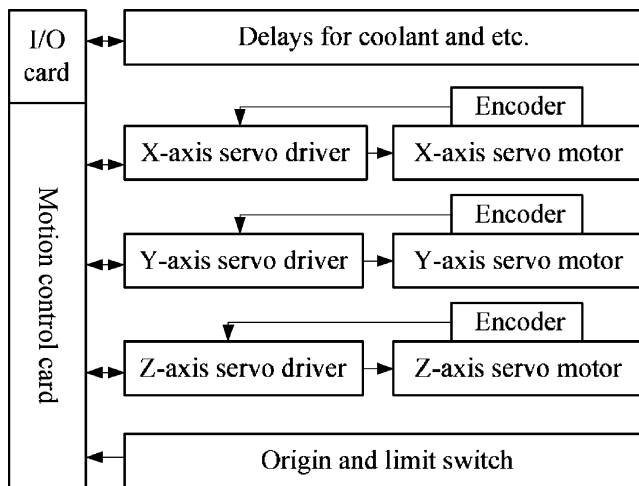 I/O
card
Delays for coolant and etc.
Encoder
X-axis servo driver
X-axis servo motor
Encoder
Y-axis servo driver
Y-axis servo motor
Encoder
Z-axis servo driver
Z-axis servo motor
Motion control card
Origin and limit switch